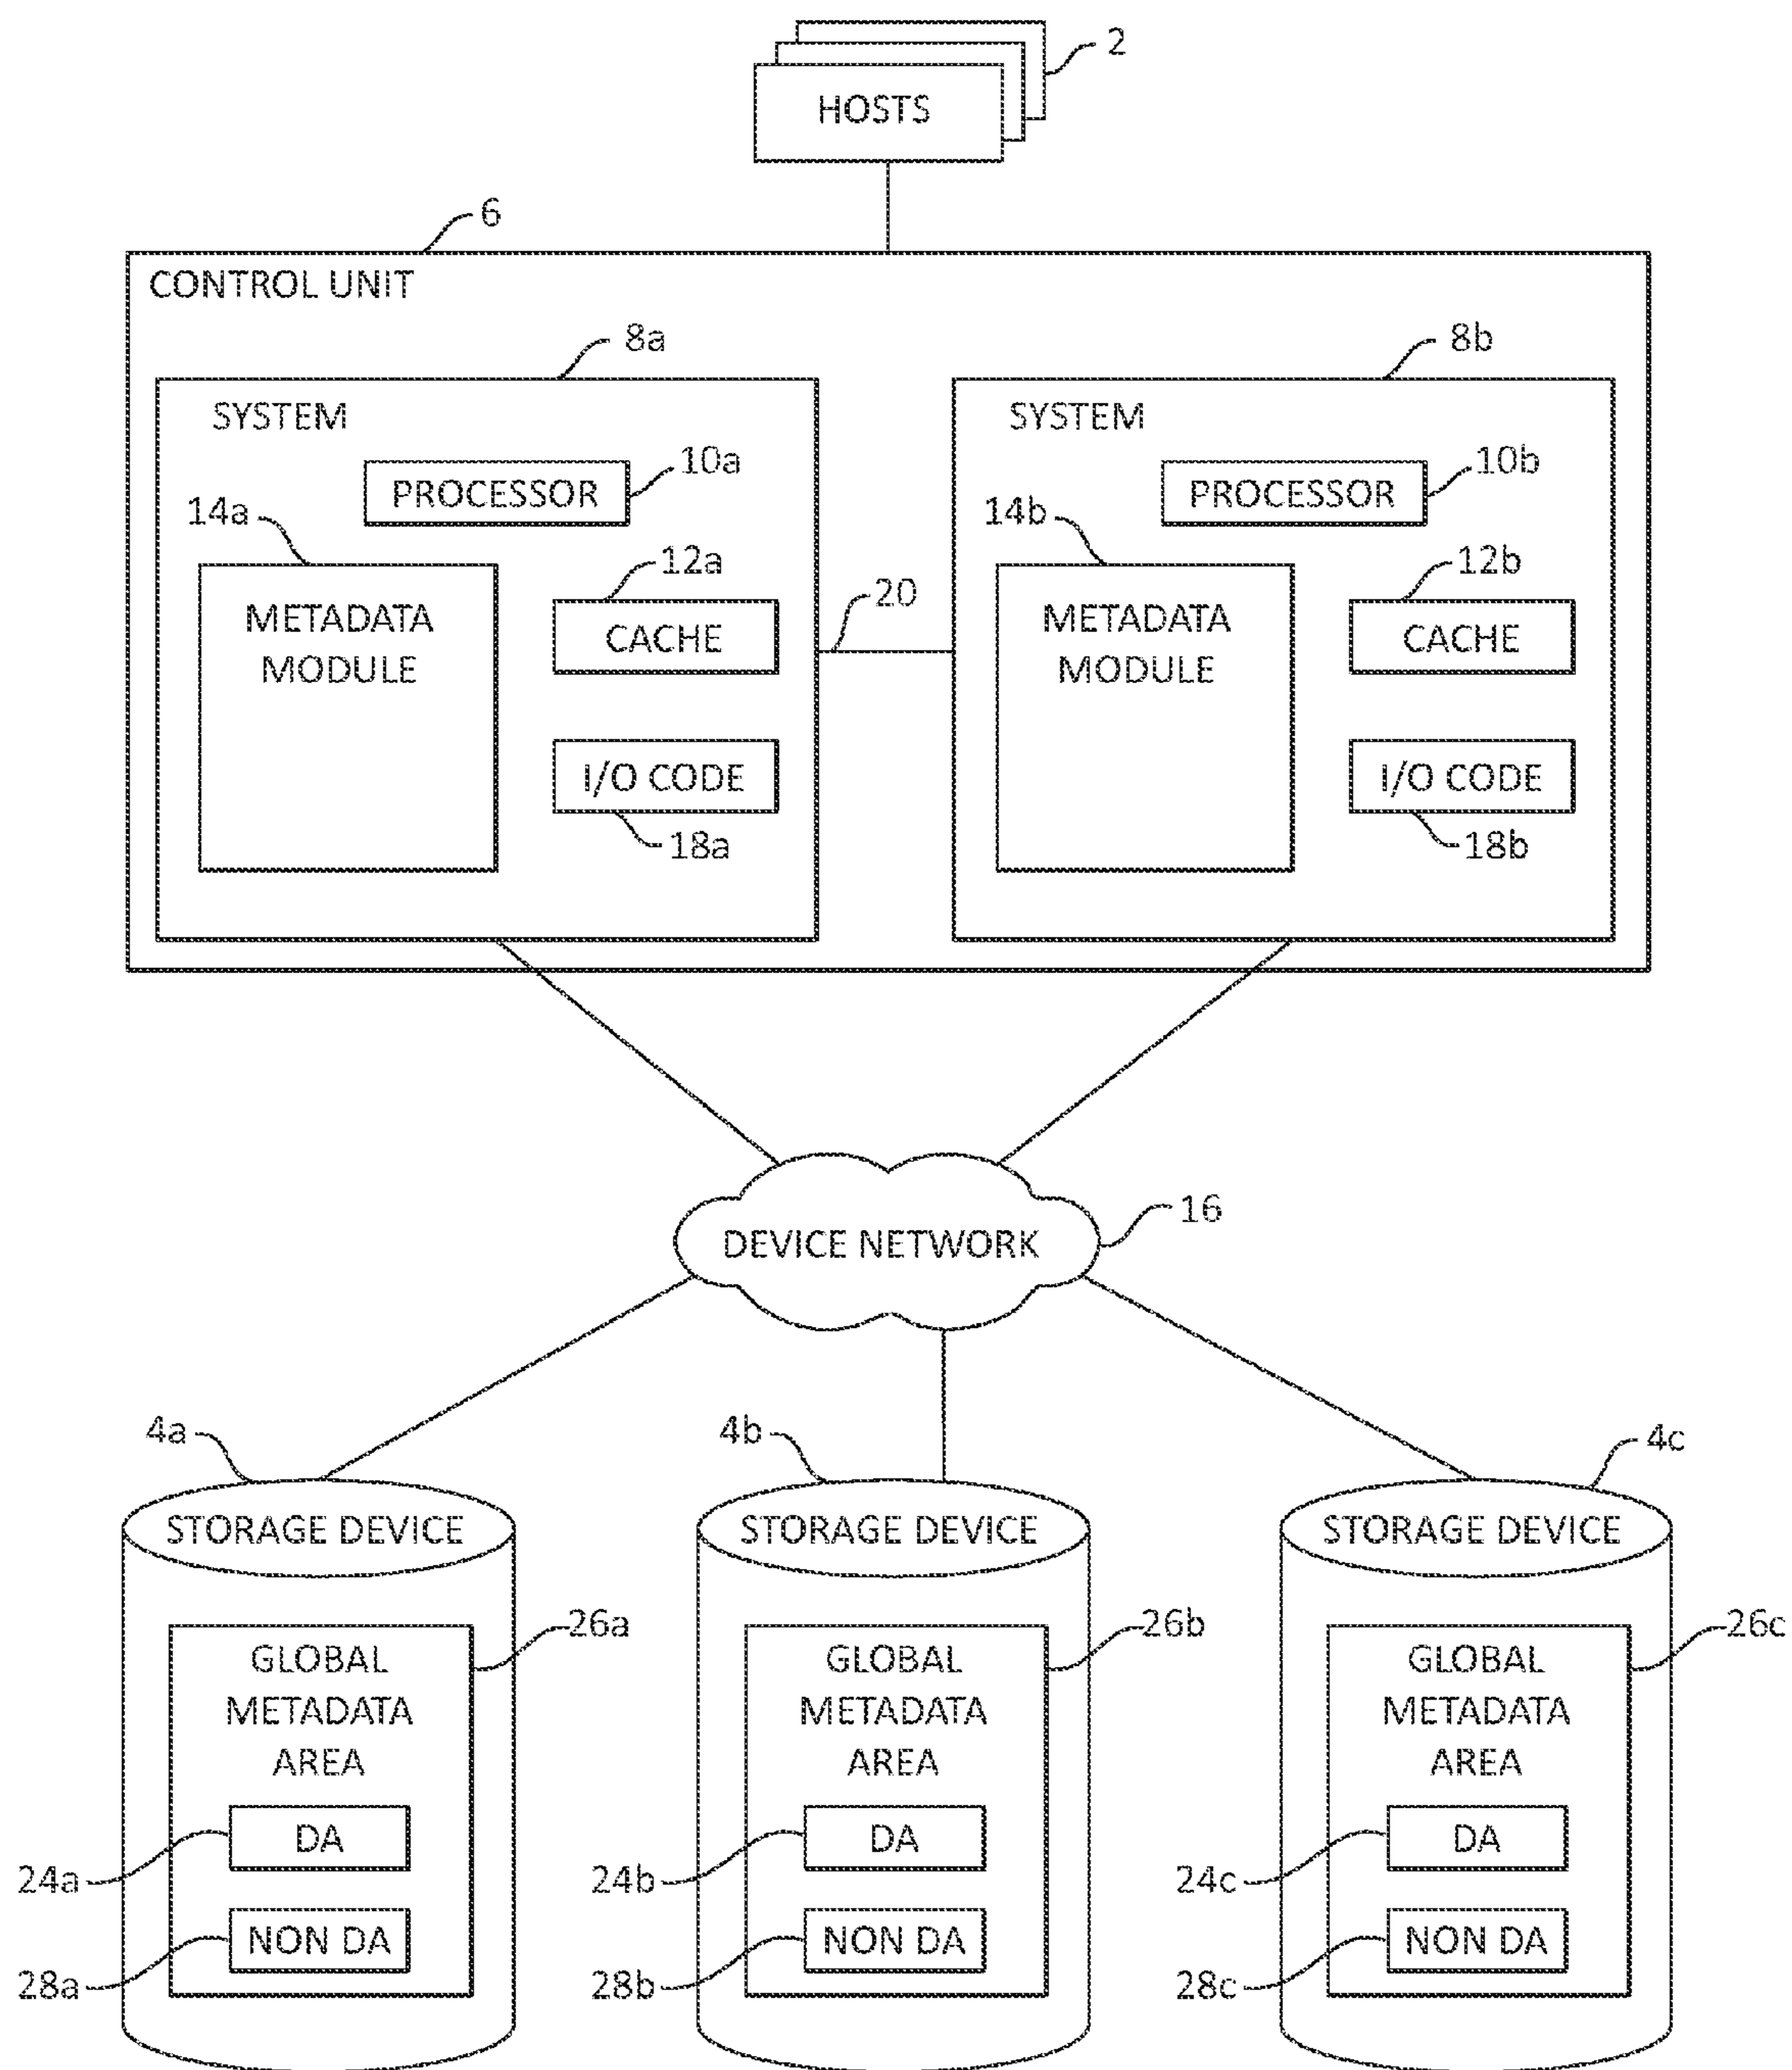 2
HOSTS
6
CONTROL UNIT
8a
8b
SYSTEM
SYSTEM
10a
10b
PROCESSOR
PROCESSOR
14a
14b
12a
12b
20
METADATA
MODULE
CACHE
METADATA
MODULE
CACHE
I/O CODE
I/O CODE
18a
18b
16
DEVICE NETWORK
4a
4b
4c
STORAGE DEVICE
STORAGE DEVICE
STORAGE DEVICE
26a
26b
26c
GLOBAL
METADATA
AREA
GLOBAL
METADATA
AREA
GLOBAL
METADATA
AREA
DA
DA
DA
24a
24b
24c
NON DA
NON DA
NON DA
28a
28b
28c